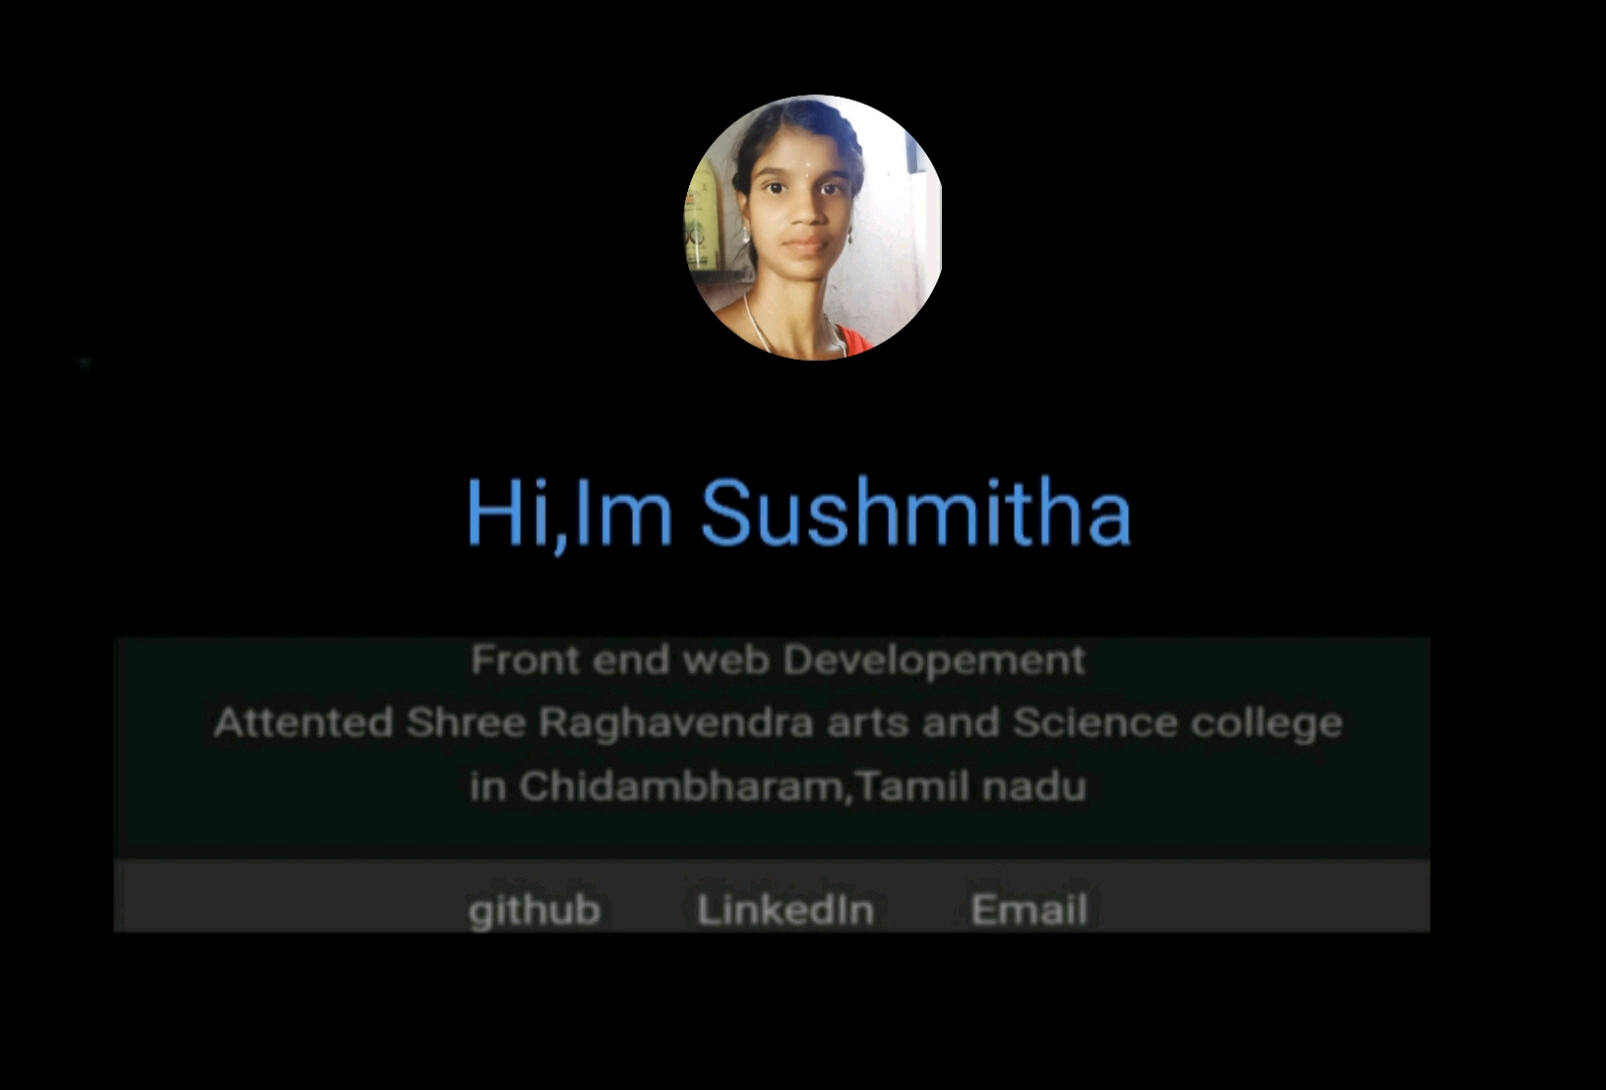 Hi,Im Sushmitha
Front end web Developement
Attented Shree Raghavendra arts and Science college
in Chidambharam,Tamil nadu
github LinkedIn Email